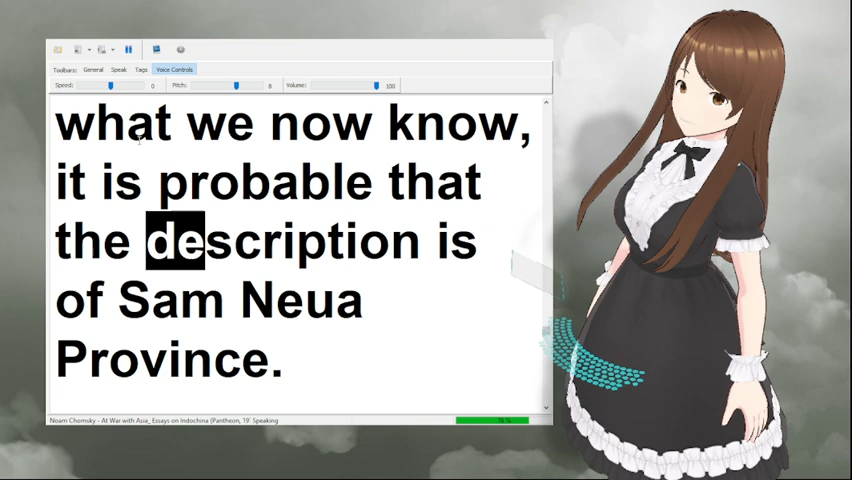 Toolbars: General Speak Tags Voice Controls
Speed: 0 Pitch: 8 Volume: 100
what we now know,
it is probable that
the description is
of Sam Neua
Province.
Noam Chomsky - At War with Asia_ Essays on Indochina (Pantheon, 19' Speaking 76 %